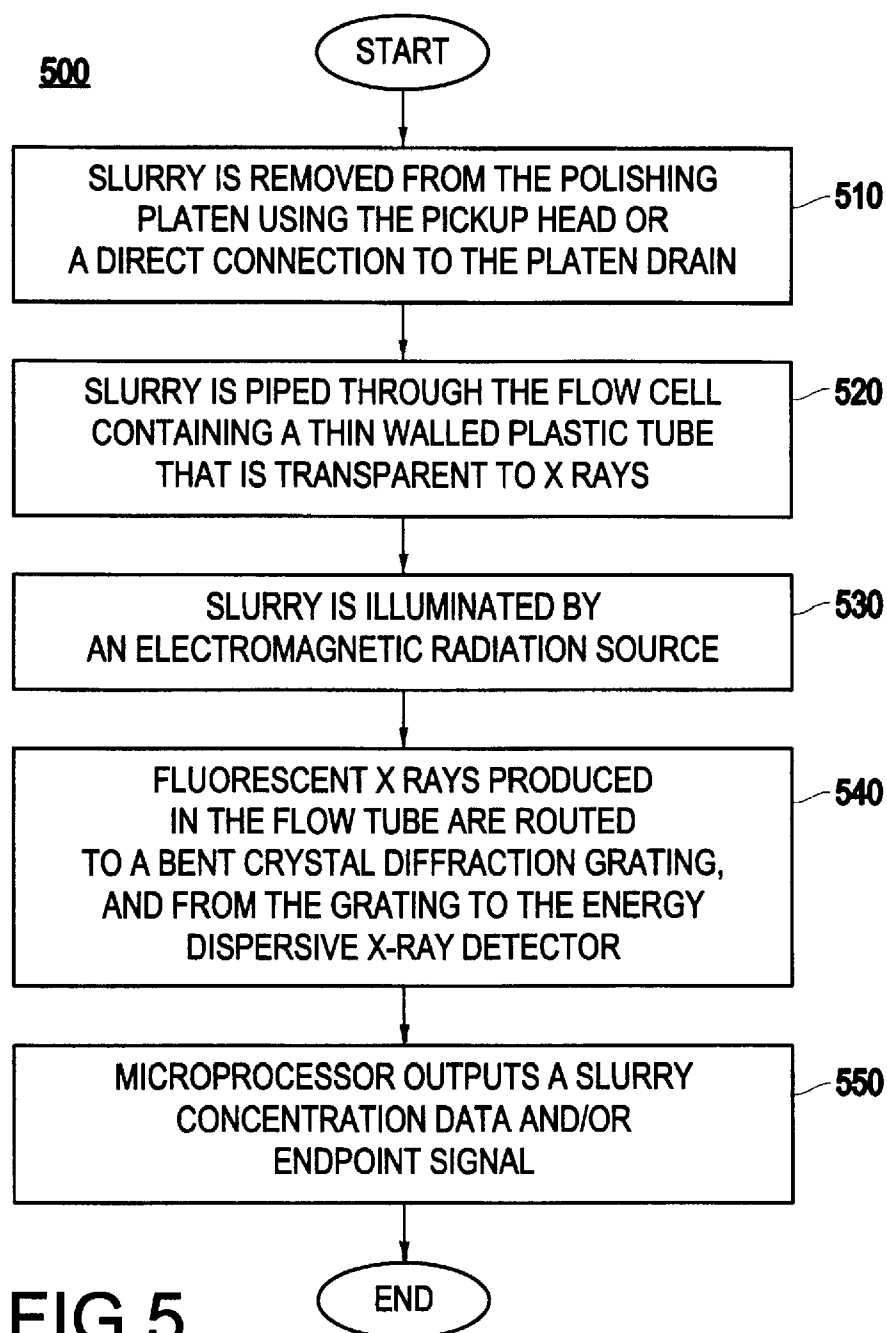 500
START
SLURRY IS REMOVED FROM THE POLISHING
PLATEN USING THE PICKUP HEAD OR
A DIRECT CONNECTION TO THE PLATEN DRAIN
510
SLURRY IS PIPED THROUGH THE FLOW CELL
CONTAINING A THIN WALLED PLASTIC TUBE
THAT IS TRANSPARENT TO X RAYS
520
SLURRY IS ILLUMINATED BY
AN ELECTROMAGNETIC RADIATION SOURCE
530
FLUORESCENT X RAYS PRODUCED
IN THE FLOW TUBE ARE ROUTED
TO A BENT CRYSTAL DIFFRACTION GRATING,
AND FROM THE GRATING TO THE ENERGY
DISPERSIVE X-RAY DETECTOR
540
MICROPROCESSOR OUTPUTS A SLURRY
CONCENTRATION DATA AND/OR
ENDPOINT SIGNAL
550
END
FIG.5